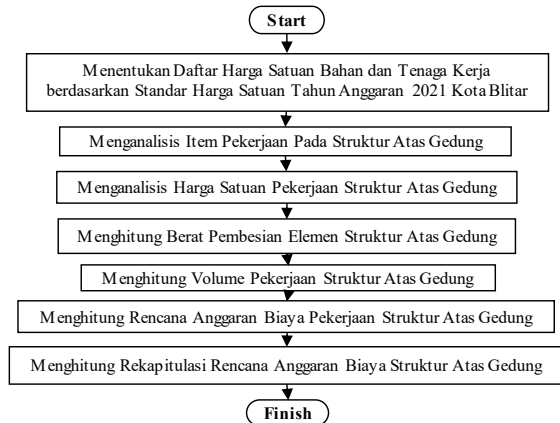 Start
Menentukan Daftar Harga Satuan Bahan dan Tenaga Kerja
berdasarkan Standar Harga Satuan Tahun Anggaran 2021 Kota Blitar
Menganalisis Item Pekerjaan Pada Struktur Atas Gedung
Menganalisis Harga Satuan Pekerjaan Struktur Atas Gedung
Menghitung Berat Pembesian Elemen Struktur Atas Gedung
Menghitung Volume Pekerjaan Struktur Atas Gedung
Menghitung Rencana Anggaran Biaya Pekerjaan Struktur Atas Gedung
Menghitung Rekapitulasi Rencana Anggaran Biaya Struktur Atas Gedung
Finish